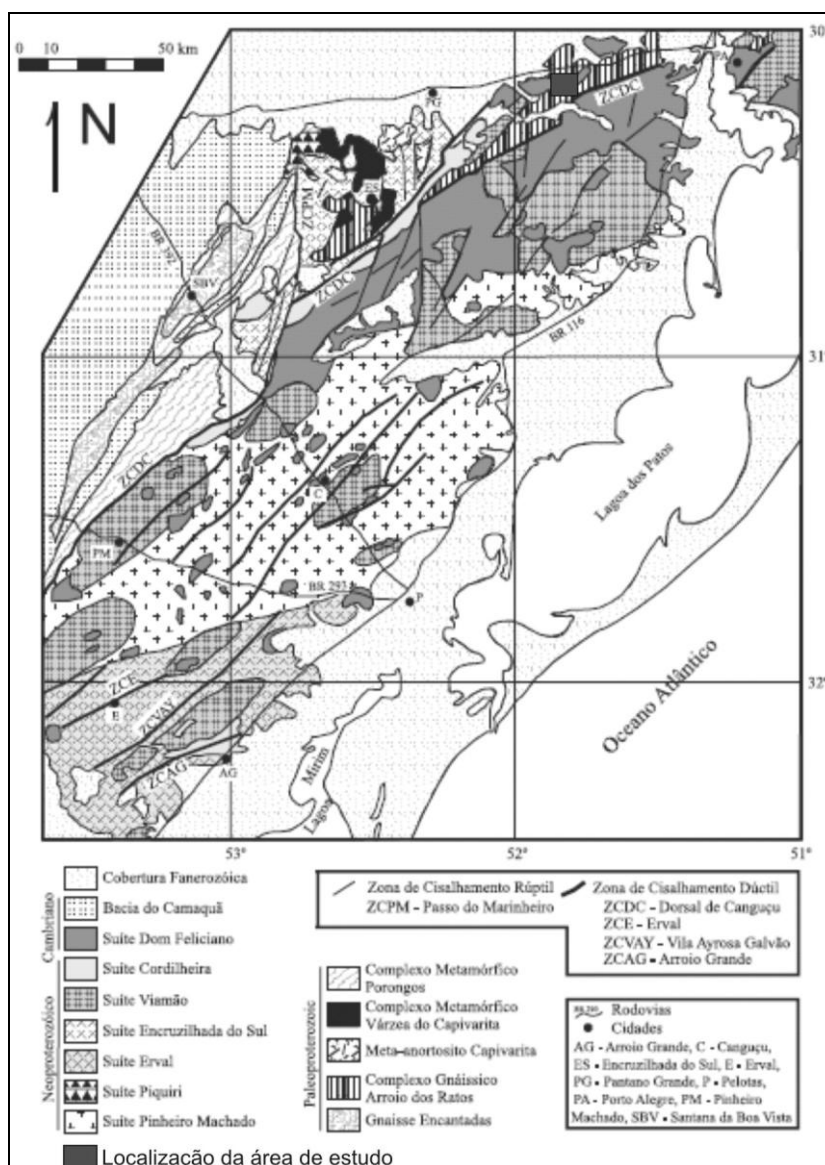 0 10 50 km
30
N
PA
PG
ZCDC
ZCPM
ES
BR 392
SBV
ZCDC
31°
BR 116
ZCDC
Lagoa dos Patos
C
PM
BR 293
P
Oceano Atlântico
32°
ZCE
E
ZCVAY
ZCAG
AG
Mirim
Lagoa
53° 52° 51°
Cambriano
Neoproterozóico
Cobertura Fanerozóica
Bacia do Camaquã
Suíte Dom Feliciano
Suíte Cordilheira
Suíte Viamão
Suíte Encruzilhada do Sul
Suíte Erval
Suíte Piquiri
Suíte Pinheiro Machado
Localização da área de estudo
Zona de Cisalhamento Rúptil
ZCPM - Passo do Marinheiro
Zona de Cisalhamento Dúctil
ZCDC - Dorsal de Canguçu
ZCE - Erval
ZCVAY - Vila Ayrosa Galvão
ZCAG - Arroio Grande
Paleoproterozoic
Complexo Metamórfico
Porongos
Complexo Metamórfico
Várzea do Capivarita
Meta-anortosito Capivarita
Complexo Gnáissico
Arroio dos Ratos
Gnaisse Encantadas
Rodovias
Cidades
AG - Arroio Grande, C - Canguçu,
ES - Encruzilhada do Sul, E - Erval,
PG - Pantano Grande, P - Pelotas,
PA - Porto Alegre, PM - Pinheiro
Machado, SBV - Santana da Boa Vista